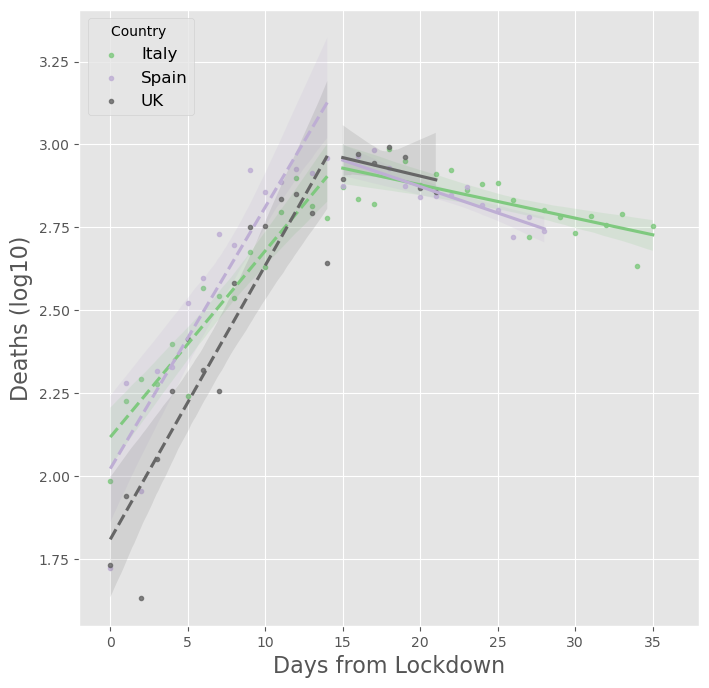 Country
Italy
Spain
UK
3.25
3.00
2.75
2.50
2.25
2.00
1.75
Deaths (log10)
0 5 10 15 20 25 30 35
Days from Lockdown